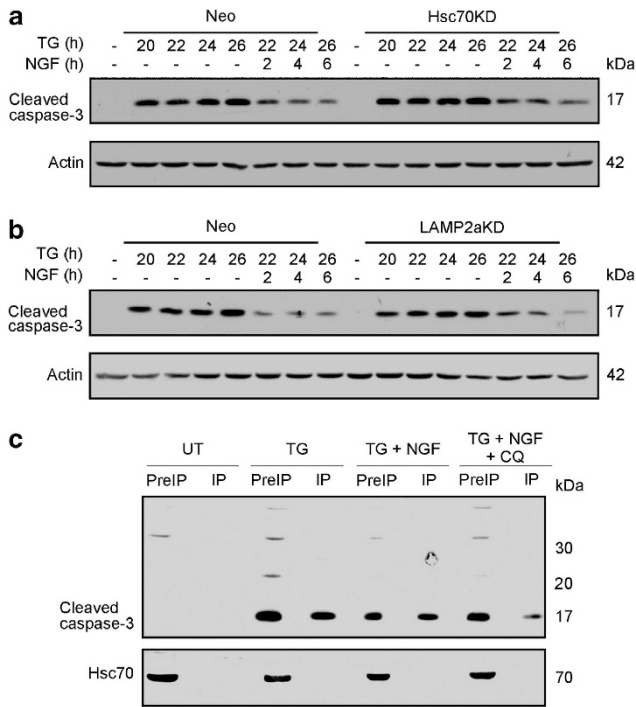 a
Neo Hsc70KD
TG (h) - 20 22 24 26 22 24 26 - 20 22 24 26 22 24 26
NGF (h) - - - - - 2 4 6 - - - - - 2 4 6 kDa
Cleaved
caspase-3 17
Actin 42
b
Neo LAMP2aKD
TG (h) - 20 22 24 26 22 24 26 - 20 22 24 26 22 24 26
NGF (h) - - - - - 2 4 6 - - - - - 2 4 6 kDa
Cleaved
caspase-3 17
Actin 42
c
UT TG TG + NGF TG + NGF
+ CQ
PreIP IP PreIP IP PreIP IP PreIP IP kDa
30
20
Cleaved
caspase-3 17
Hsc70 70